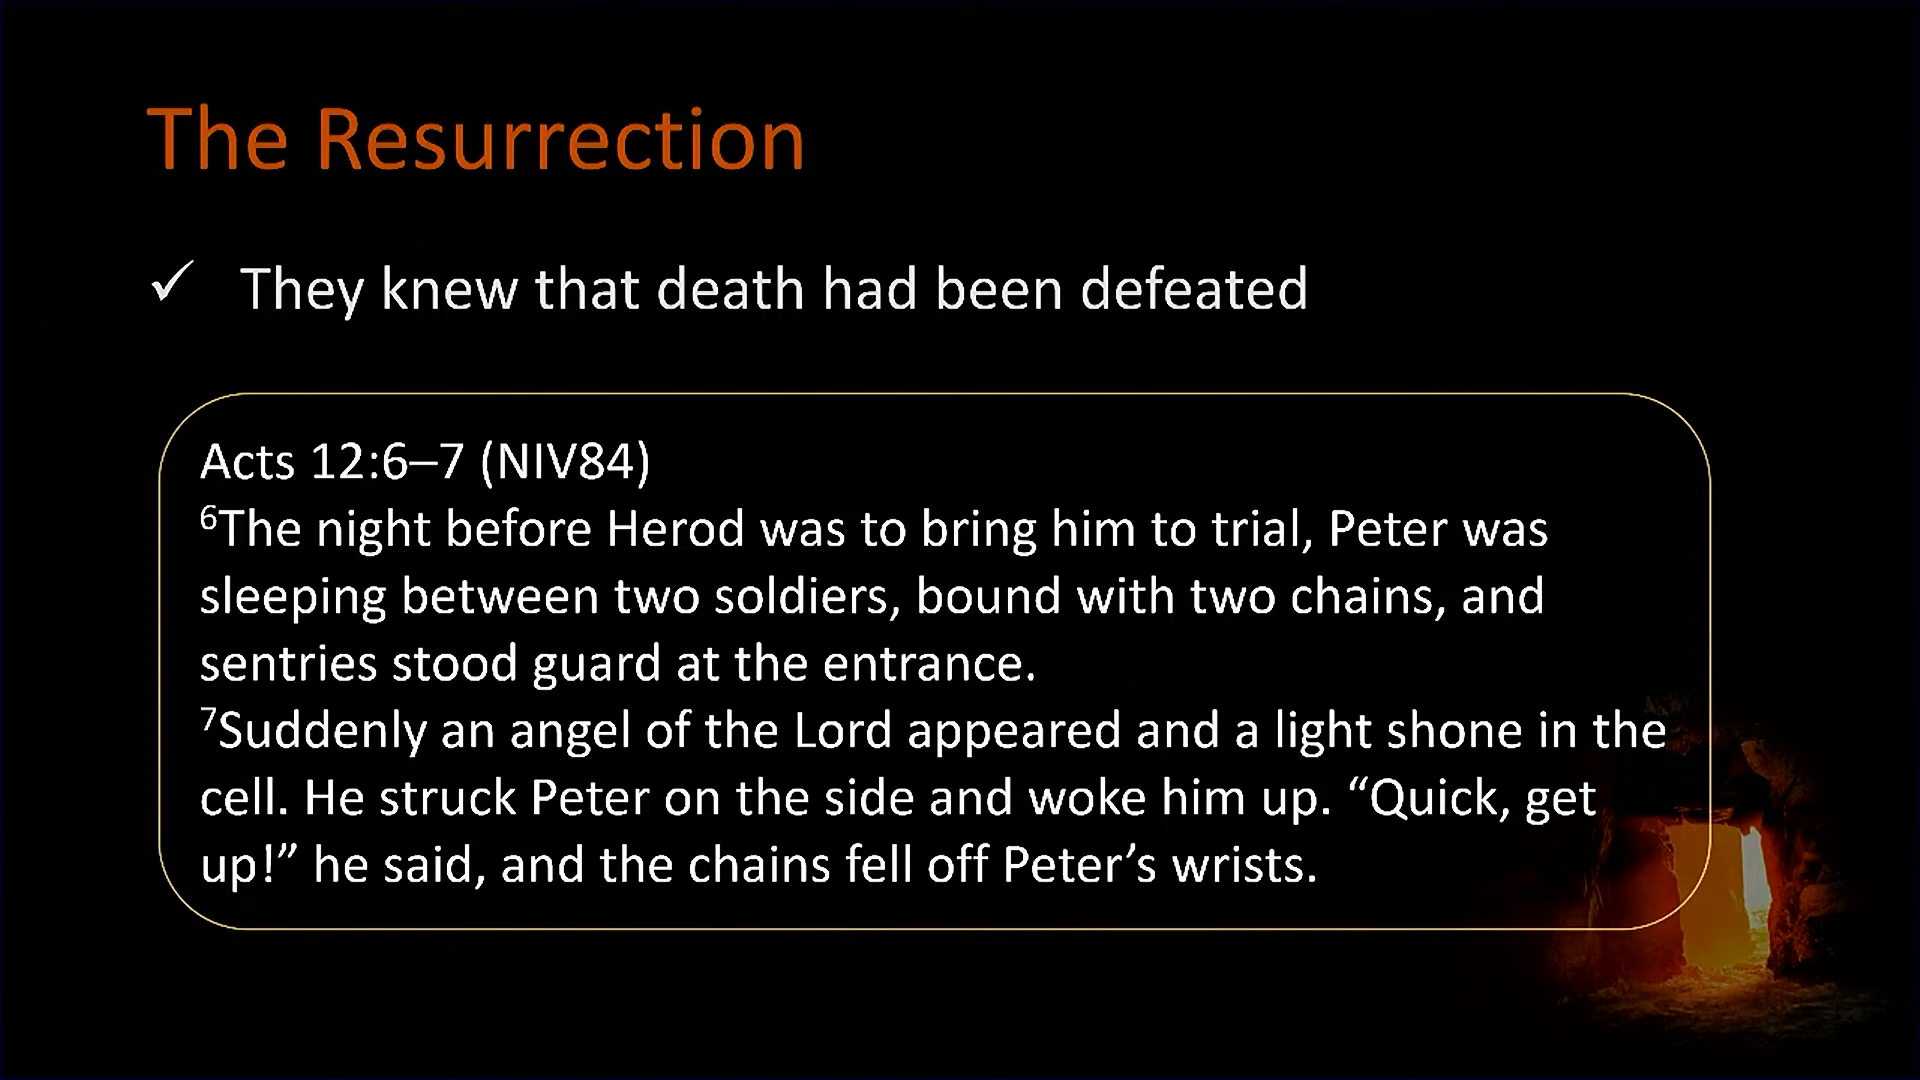 The Resurrection
✓ They knew that death had been defeated
Acts 12:6–7 (NIV84)
⁶The night before Herod was to bring him to trial, Peter was
sleeping between two soldiers, bound with two chains, and
sentries stood guard at the entrance.
⁷Suddenly an angel of the Lord appeared and a light shone in the
cell. He struck Peter on the side and woke him up. “Quick, get
up!” he said, and the chains fell off Peter’s wrists.